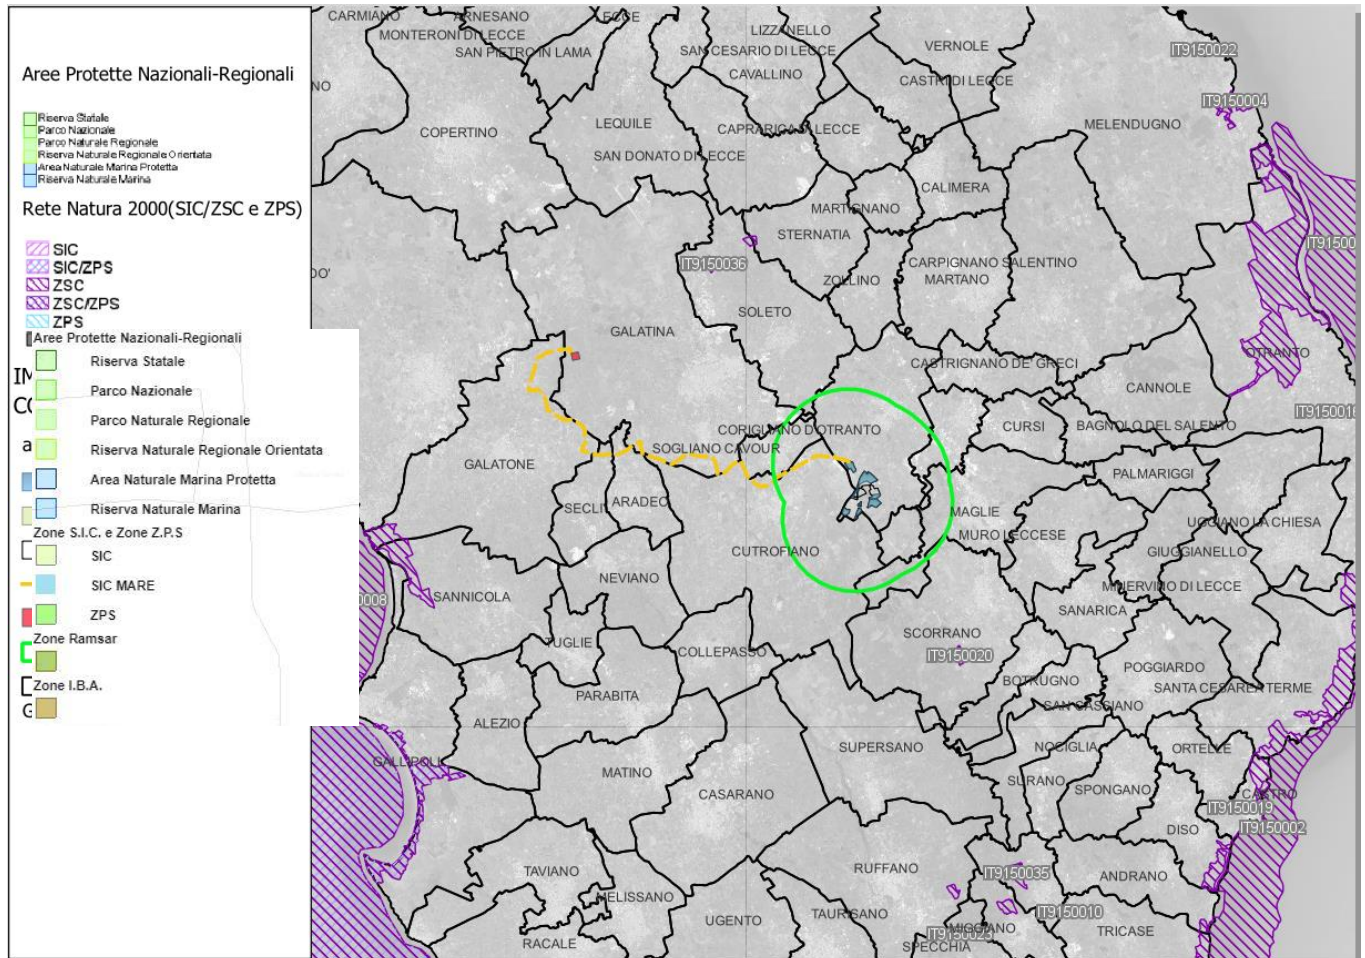 Aree Protette Nazionali-Regionali
Riserva Statale
Parco Nazionale
Parco Naturale Regionale
Riserva Naturale Regionale Orientata
Area Naturale Marina Protetta
Riserva Naturale Marina
Rete Natura 2000(SIC/ZSC e ZPS)
SIC
SIC/ZPS
ZSC
ZSC/ZPS
ZPS
Aree Protette Nazionali-Regionali
Riserva Statale
Parco Nazionale
Parco Naturale Regionale
Riserva Naturale Regionale Orientata
Area Naturale Marina Protetta
Riserva Naturale Marina
Zone S.I.C. e Zone Z.P.S
SIC
SIC MARE
ZPS
Zone Ramsar
Zone I.B.A.
CARMIANO
ARNESANO
LECCE
MONTERONI DI LECCE
SAN PIETRO IN LAMA
LIZZANELLO
SAN CESARIO DI LECCE
CAVALLINO
VERNOLE
CASTRI DI LECCE
IT9150022
IT9150004
COPERTINO
LEQUILE
CAPRARICA DI LECCE
MELENDUGNO
SAN DONATO DI LECCE
CALIMERA
MARTIGNANO
STERNATIA
IT9150036
ZOLLINO
CARPIGNANO SALENTINO
MARTANO
SOLETO
GALATINA
CASTRIGNANO DE' GRECI
OTRANTO
CANNOLE
CORIGLIANO D'OTRANTO
CURSI
BAGNOLO DEL SALENTO
SOGLIANO CAVOUR
GALATONE
PALMARIGGI
SECLI'
ARADEO
MAGLIE
UGGIANO LA CHIESA
MURO LECCESE
CUTROFIANO
GIUGGIANELLO
NEVIANO
MINERVINO DI LECCE
SANNICOLA
SANARICA
SCORRANO
TUGLIE
COLLEPASSO
IT9150020
POGGIARDO
BOTRUGNO
SANTA CESAREA TERME
PARABITA
SAN CASSIANO
ALEZIO
SUPERSANO
NOCIGLIA
ORTELLE
GALLIPOLI
MATINO
SURANO
SPONGANO
CASARANO
CASTRO
IT9150019
IT9150002
DISO
TAVIANO
RUFFANO
IT9150035
ANDRANO
MELISSANO
UGENTO
TAURISANO
IT9150010
MIGGIANO
TRICASE
RACALE
SPECCHIA